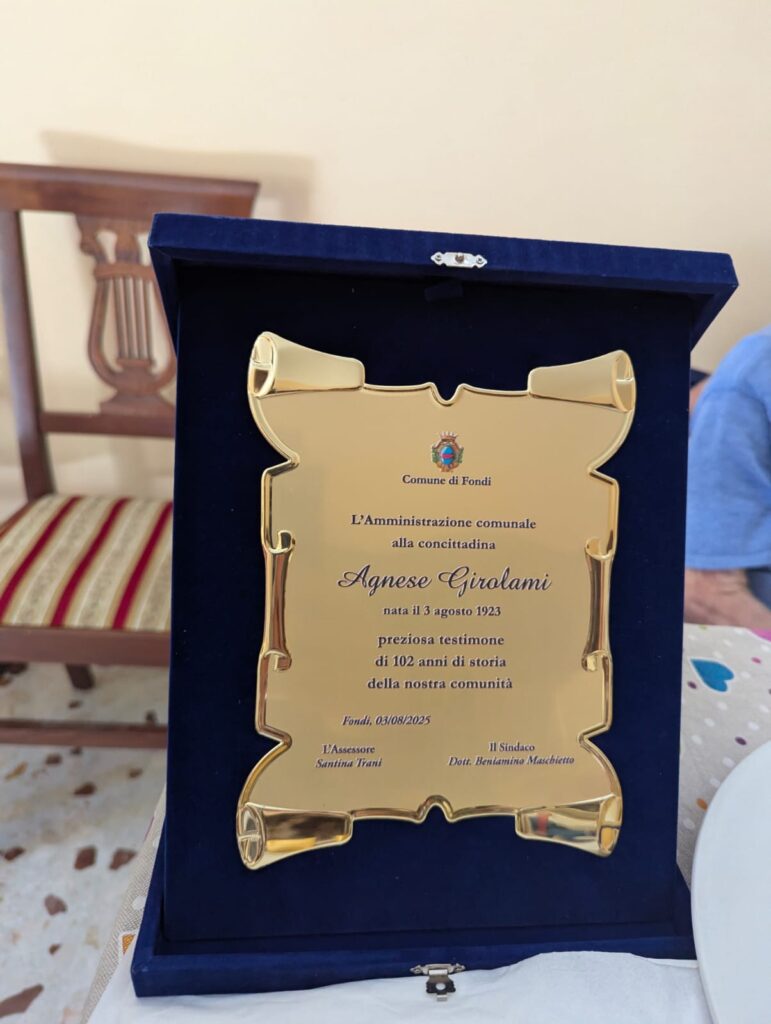 Comune di Fondi
L'Amministrazione comunale
alla concittadina
Agnese Girolami
nata il 3 agosto 1923
preziosa testimone
di 102 anni di storia
della nostra comunità
Fondi, 03/08/2025
L'Assessore
Santina Trani
Il Sindaco
Dott. Beniamino Maschietto